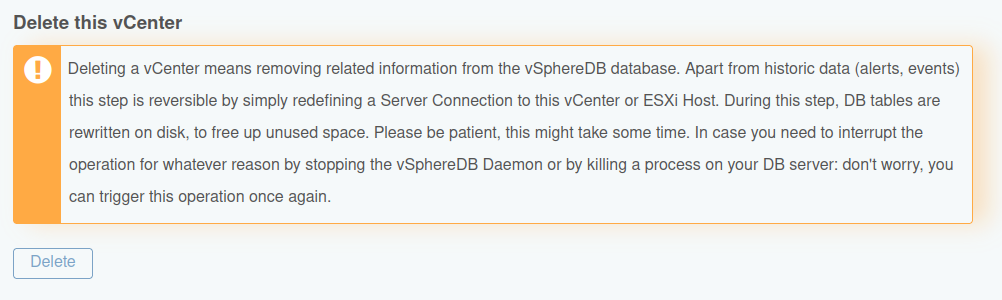 Delete this vCenter
Deleting a vCenter means removing related information from the vSphereDB database. Apart from historic data (alerts, events)
this step is reversible by simply redefining a Server Connection to this vCenter or ESXi Host. During this step, DB tables are
rewritten on disk, to free up unused space. Please be patient, this might take some time. In case you need to interrupt the
operation for whatever reason by stopping the vSphereDB Daemon or by killing a process on your DB server: don't worry, you
can trigger this operation once again.
Delete